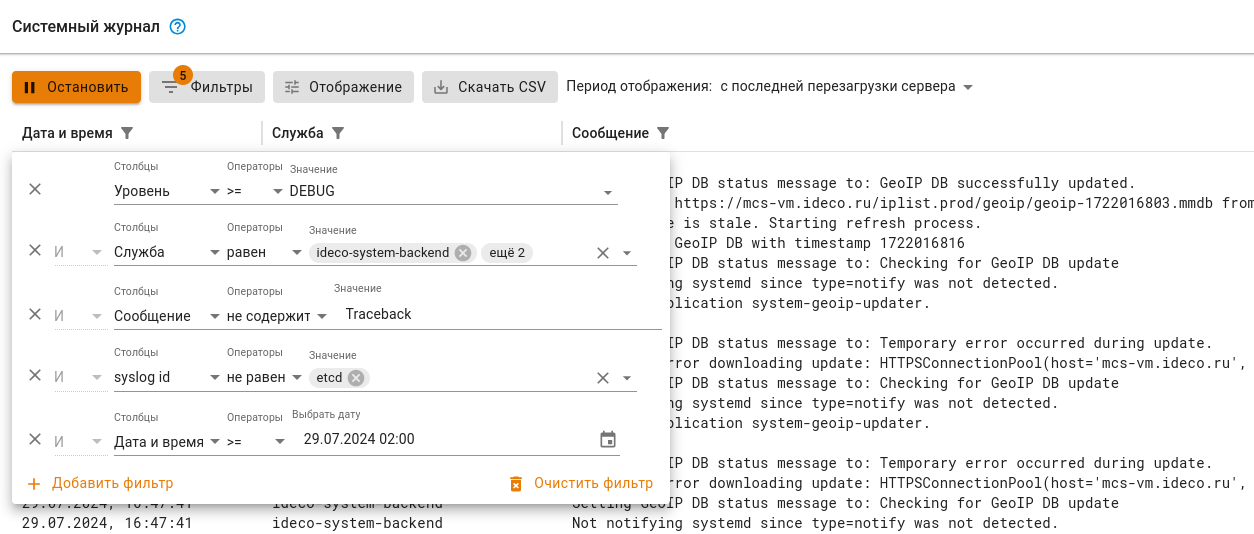 Системный журнал
Остановить
5
Фильтры
Отображение
Скачать CSV
Период отображения: с последней перезагрузки сервера
Дата и время
Служба
Сообщение
Столбцы Операторы Значение
Уровень >= DEBUG
Столбцы Операторы Значение
И Служба равен ideco-system-backend ещё 2
Столбцы Операторы Значение
И Сообщение не содержит Traceback
Столбцы Операторы Значение
И syslog id не равен etcd
Столбцы Операторы Выбрать дату
И Дата и время >= 29.07.2024 02:00
Добавить фильтр
Очистить фильтр
IP DB status message to: GeoIP DB successfully updated.
https://mcs-vm.ideco.ru/iplist.prod/geoip/geoip-1722016803.mmdb from
e is stale. Starting refresh process.
GeoIP DB with timestamp 1722016816
IP DB status message to: Checking for GeoIP DB update
ng systemd since type=notify was not detected.
plication system-geoip-updater.
IP DB status message to: Temporary error occurred during update.
rror downloading update: HTTPSConnectionPool(host='mcs-vm.ideco.ru',
IP DB status message to: Checking for GeoIP DB update
ng systemd since type=notify was not detected.
plication system-geoip-updater.
IP DB status message to: Temporary error occurred during update.
rror downloading update: HTTPSConnectionPool(host='mcs-vm.ideco.ru',
29.07.2024, 16:47:41 ideco-system-backend Setting GeoIP DB status message to: Checking for GeoIP DB update
29.07.2024, 16:47:41 ideco-system-backend Not notifying systemd since type=notify was not detected.